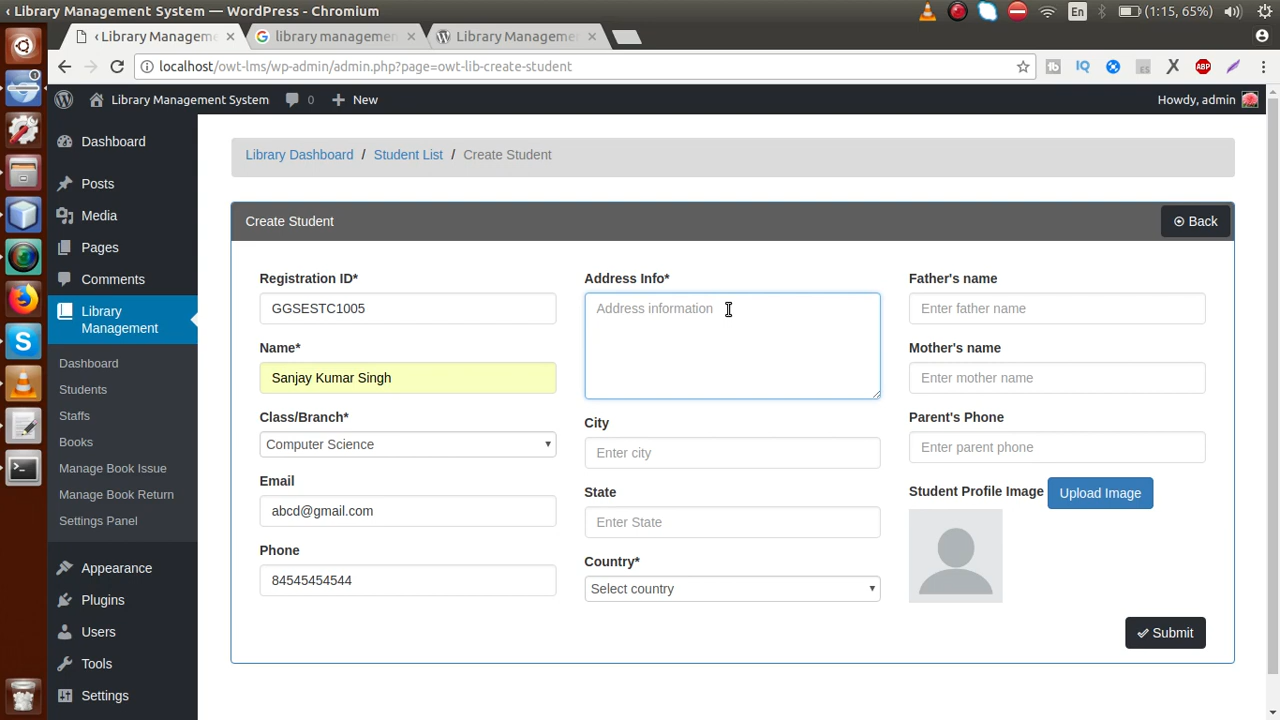 ‹ Library Management System — WordPress - Chromium
En
(1:15, 65%)
‹ Library Manageme
library managemen
Library Managemen
localhost/owt-lms/wp-admin/admin.php?page=owt-lib-create-student
IQ
ABP
Library Management System
0
New
Howdy, admin
Dashboard
Posts
Media
Pages
Comments
Library
Management
Dashboard
Students
Staffs
Books
Manage Book Issue
Manage Book Return
Settings Panel
Appearance
Plugins
Users
Tools
Settings
Library Dashboard / Student List / Create Student
Create Student
Back
Registration ID*
GGSESTC1005
Name*
Sanjay Kumar Singh
Class/Branch*
Computer Science
Email
abcd@gmail.com
Phone
84545454544
Address Info*
Address information
City
Enter city
State
Enter State
Country*
Select country
Father's name
Enter father name
Mother's name
Enter mother name
Parent's Phone
Enter parent phone
Student Profile Image
Upload Image
Submit